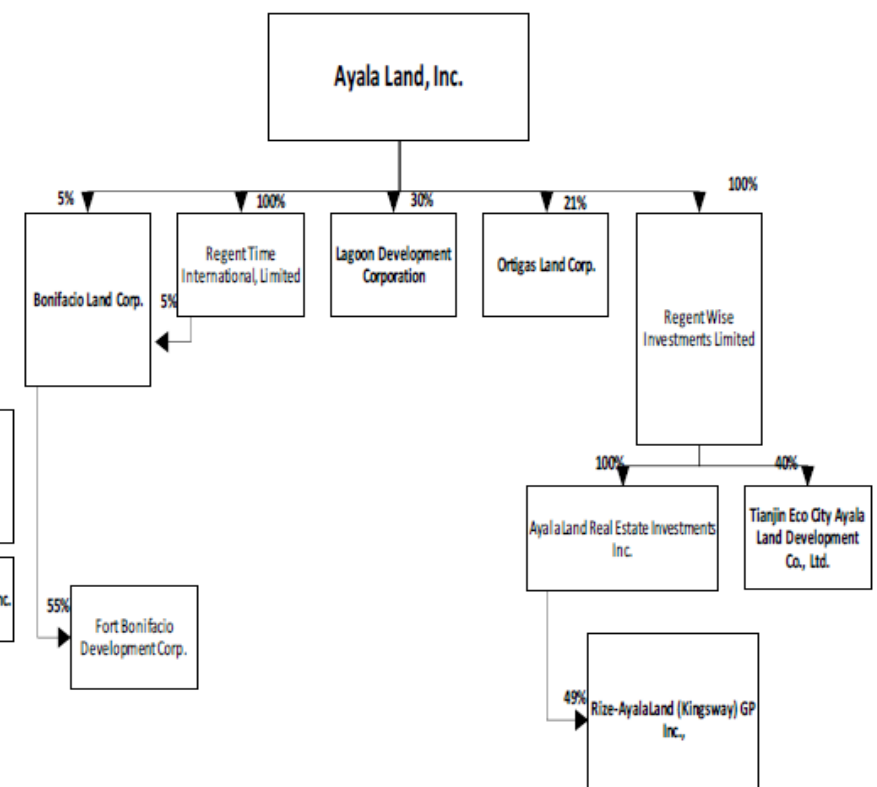 Ayala Land, Inc.
5%
100%
30%
21%
100%
Bonifacio Land Corp.
5%
Regent Time
International, Limited
Lagoon Development
Corporation
Ortigas Land Corp.
Regent Wise
Investments Limited
100%
40%
AyalaLand Real Estate Investments
Inc.
Tianjin Eco City Ayala
Land Development
Co., Ltd.
nc.
55%
Fort Bonifacio
Development Corp.
49%
Rize-AyalaLand (Kingsway) GP
Inc.,